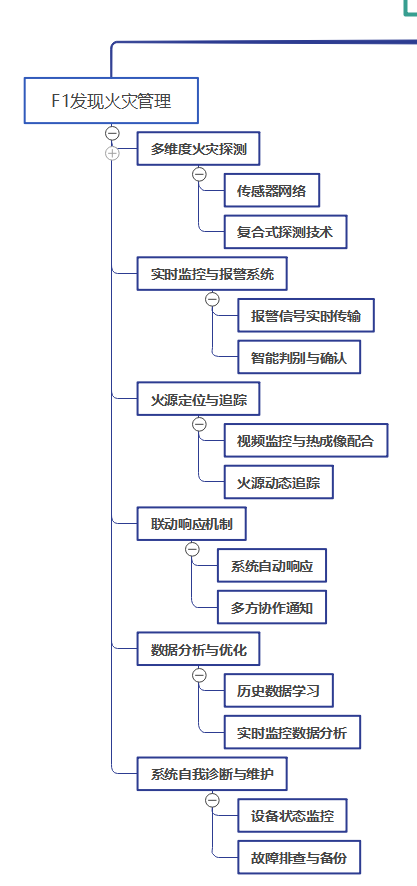 F1发现火灾管理
多维度火灾探测
传感器网络
复合式探测技术
实时监控与报警系统
报警信号实时传输
智能判别与确认
火源定位与追踪
视频监控与热成像配合
火源动态追踪
联动响应机制
系统自动响应
多方协作通知
数据分析与优化
历史数据学习
实时监控数据分析
系统自我诊断与维护
设备状态监控
故障排查与备份